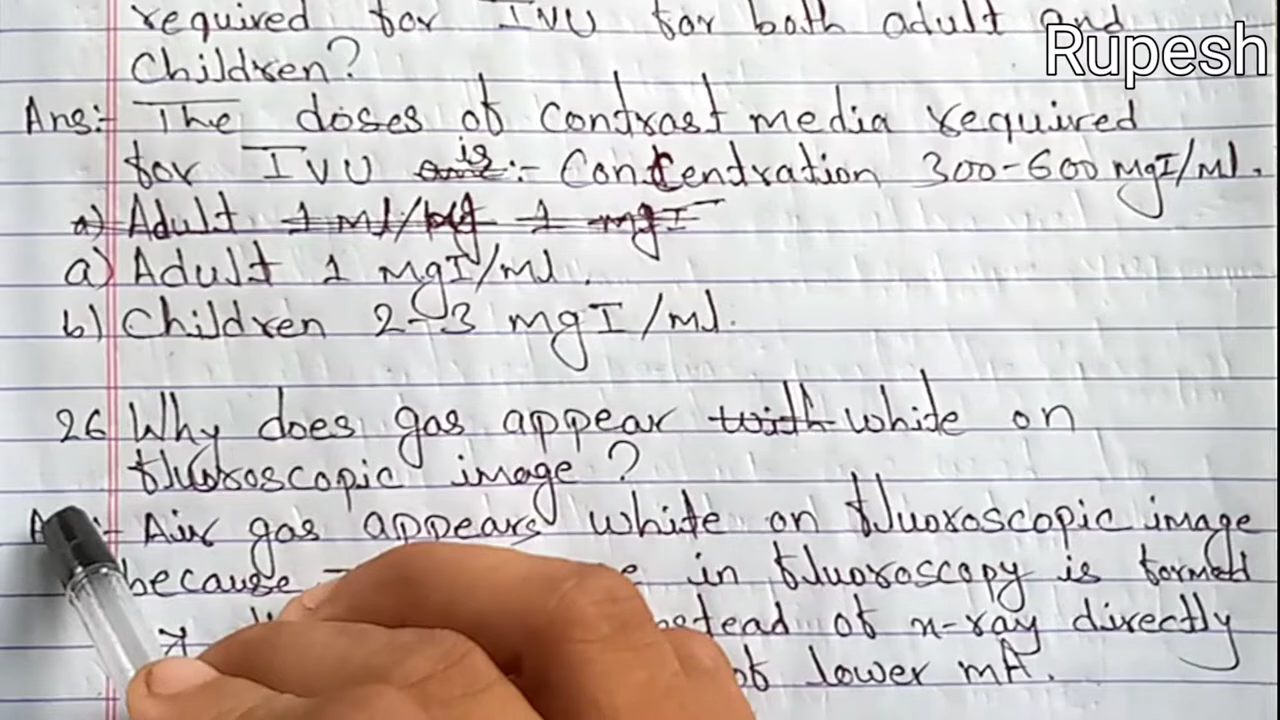 required for IVU for both adult and
Rupesh
Children?
Ans:- The doses of contrast media required
for IVU is :- Concentration 300-600 mgI/ml.
a) Adult 1 ml/kg 1 mgI
a) Adult 1 mgI/ml.
b) Children 2-3 mgI/ml.
26 Why does gas appear with white on
fluoroscopic image?
:- Air gas appears white on fluoroscopic image
because in fluoroscopy is formed
of x-ray directly
of lower mA.